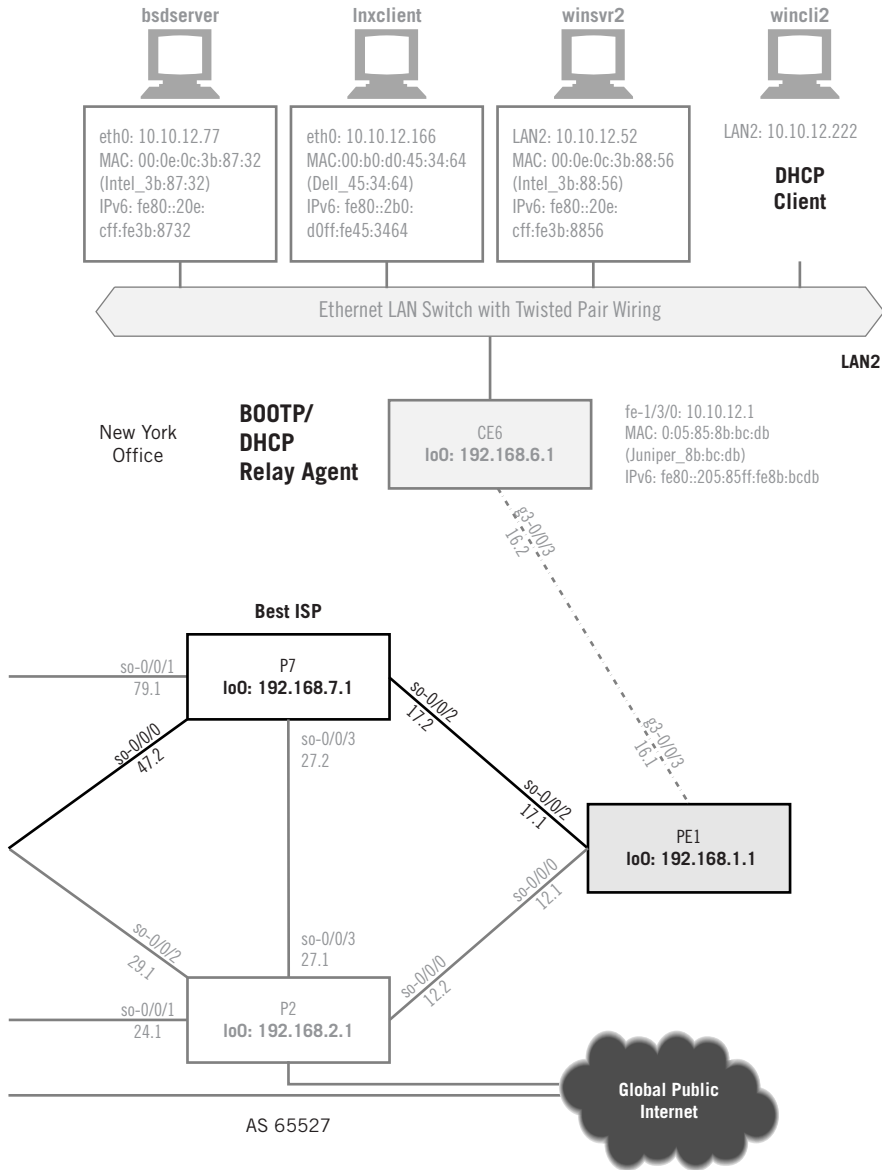 bsdserver
lnxclient
winsvr2
wincli2
eth0: 10.10.12.77
MAC: 00:0e:0c:3b:87:32
(Intel_3b:87:32)
IPv6: fe80::20e:
cff:fe3b:8732
eth0: 10.10.12.166
MAC:00:b0:d0:45:34:64
(Dell_45:34:64)
IPv6: fe80::2b0:
d0ff:fe45:3464
LAN2: 10.10.12.52
MAC: 00:0e:0c:3b:88:56
(Intel_3b:88:56)
IPv6: fe80::20e:
cff:fe3b:8856
LAN2: 10.10.12.222
DHCP
Client
Ethernet LAN Switch with Twisted Pair Wiring
LAN2
New York
Office
BOOTP/
DHCP
Relay Agent
CE6
lo0: 192.168.6.1
fe-1/3/0: 10.10.12.1
MAC: 0:05:85:8b:bc:db
(Juniper_8b:bc:db)
IPv6: fe80::205:85ff:fe8b:bcdb
g3-0/0/3
16.2
Best ISP
so-0/0/1
79.1
P7
lo0: 192.168.7.1
so-0/0/2
17.2
so-0/0/0
47.2
so-0/0/3
27.2
g3-0/0/3
16.1
so-0/0/2
17.1
PE1
lo0: 192.168.1.1
so-0/0/0
12.1
so-0/0/2
29.1
so-0/0/3
27.1
so-0/0/0
12.2
so-0/0/1
24.1
P2
lo0: 192.168.2.1
Global Public
Internet
AS 65527